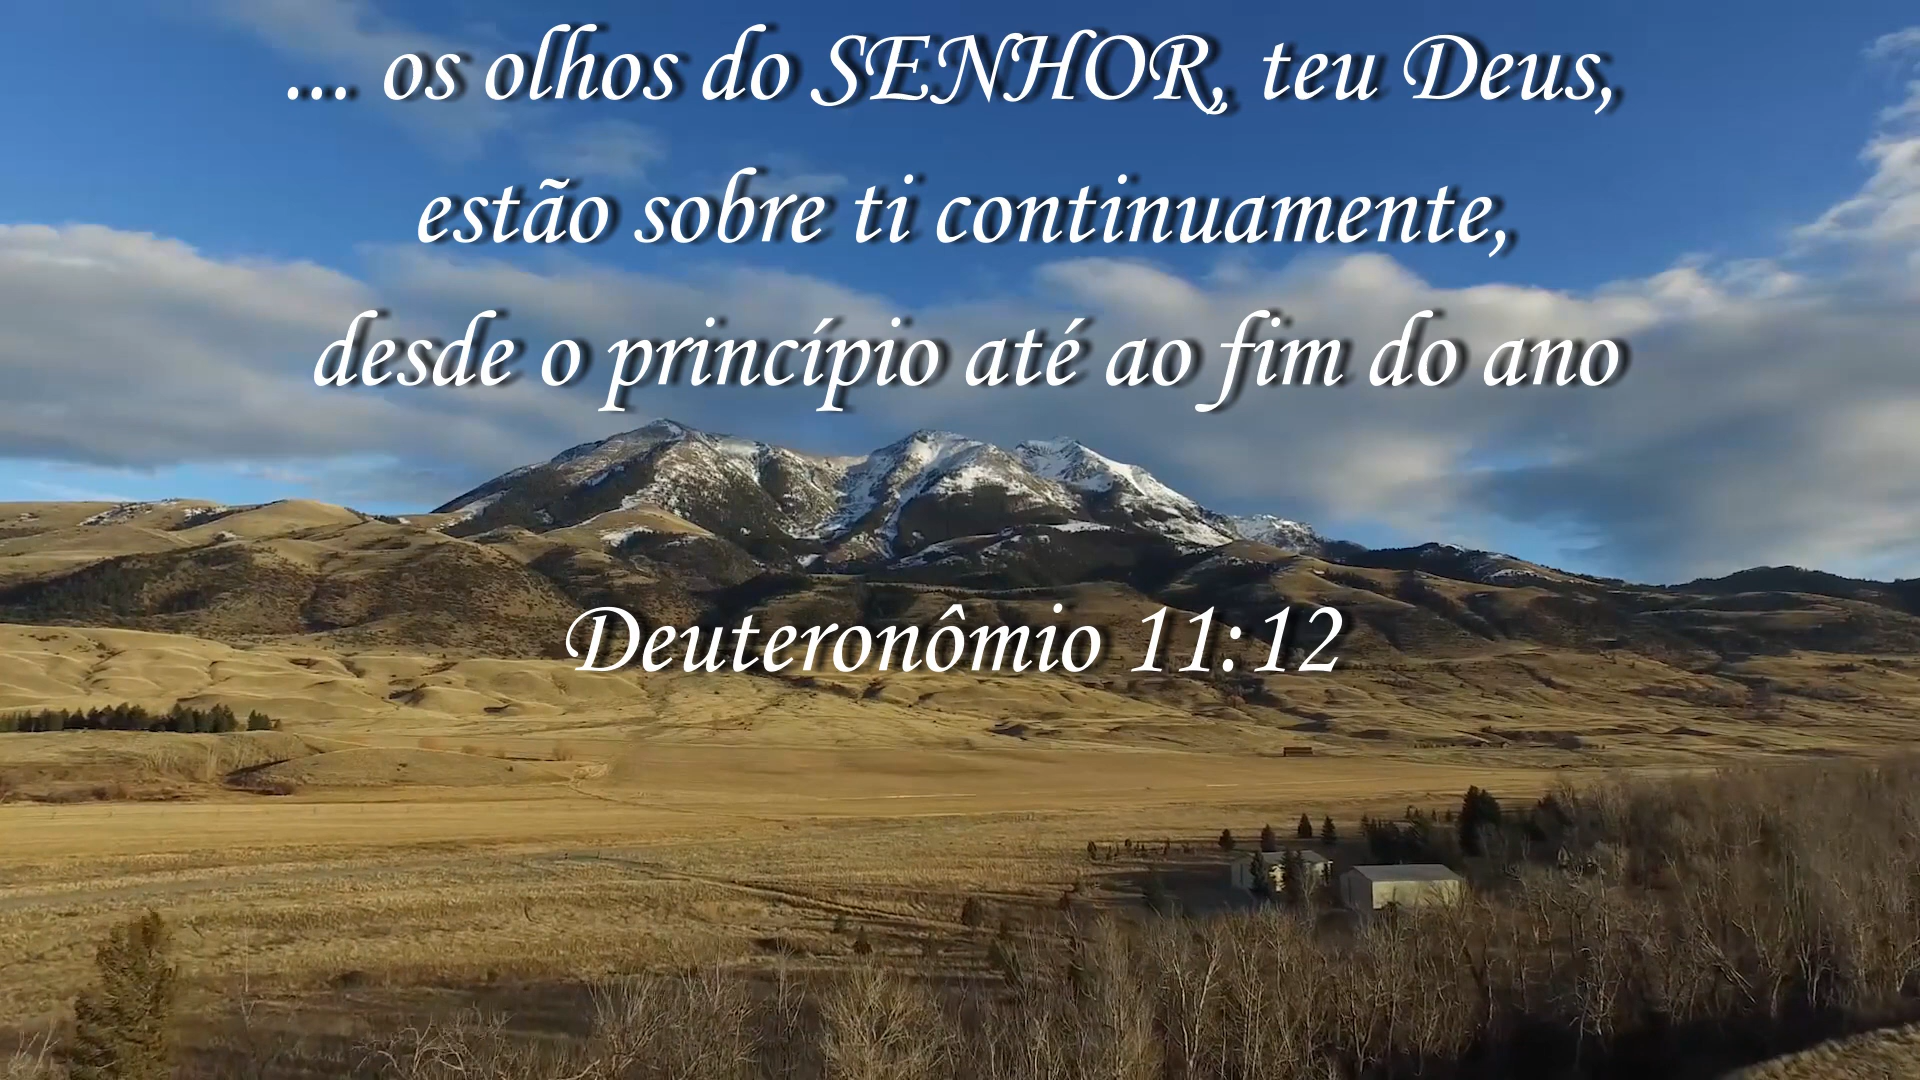 ... os olhos do SENHOR, teu Deus,
estão sobre ti continuamente,
desde o princípio até ao fim do ano
Deuteronômio 11:12